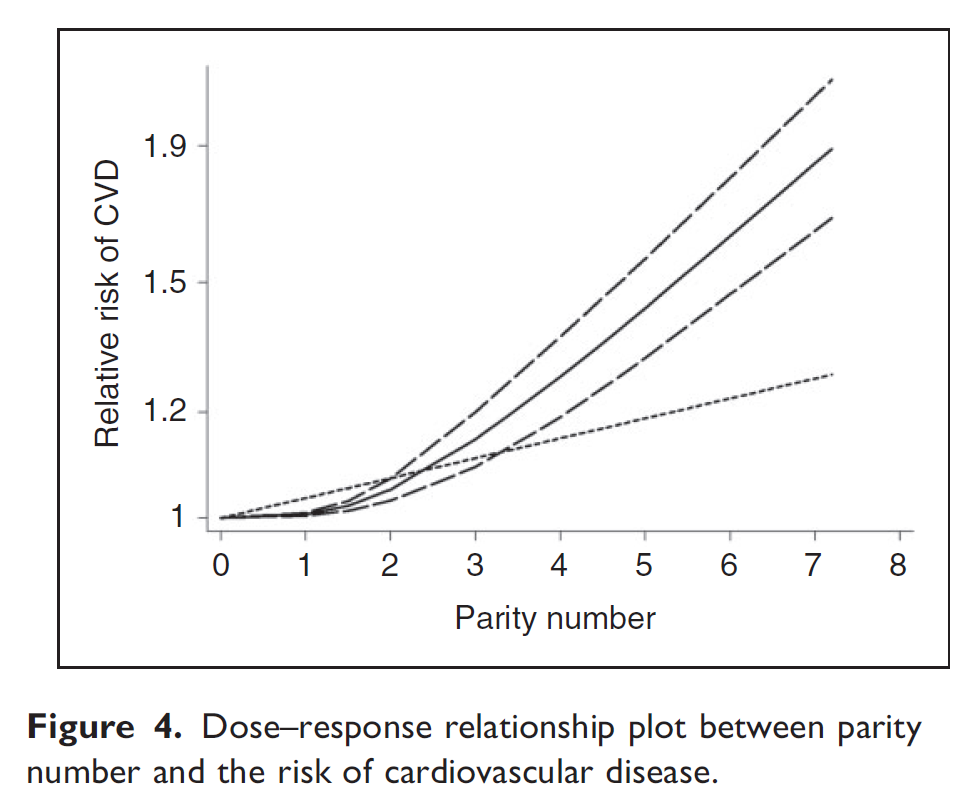 1.9
1.5
1.2
1
Relative risk of CVD
0 1 2 3 4 5 6 7 8
Parity number
Figure 4. Dose–response relationship plot between parity
number and the risk of cardiovascular disease.